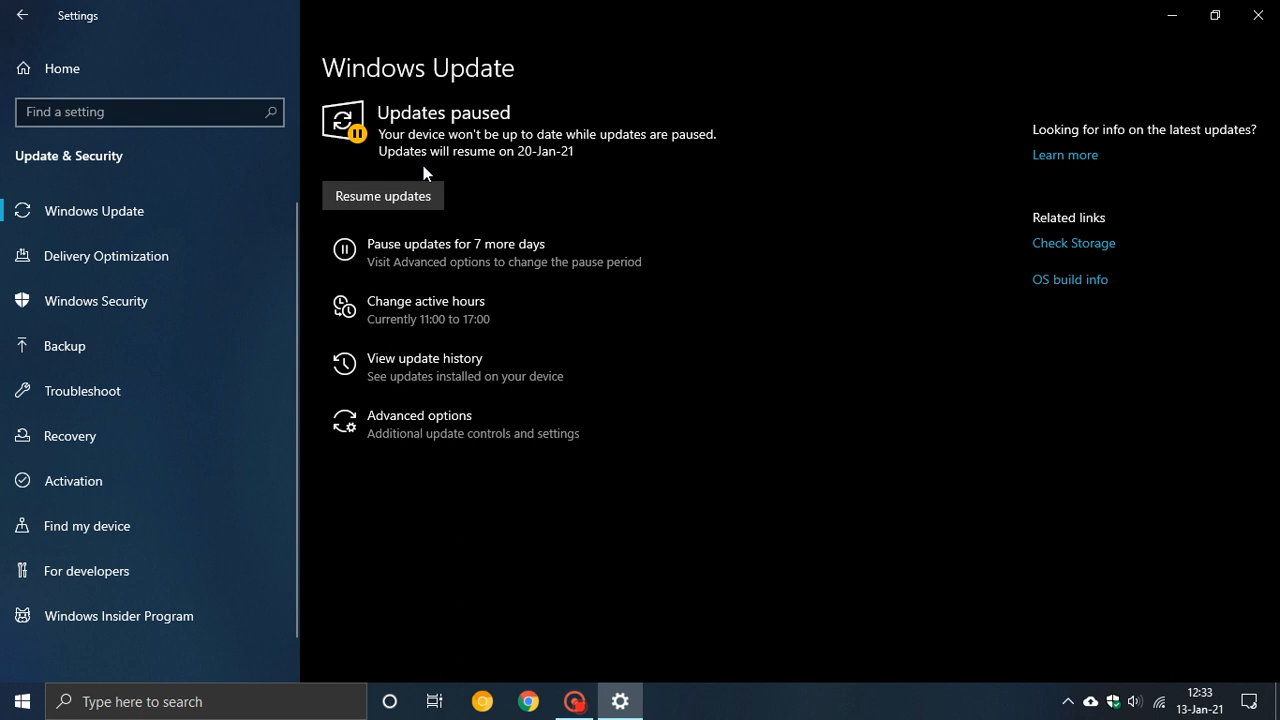 Settings
Home
Find a setting
Update & Security
Windows Update
Delivery Optimization
Windows Security
Backup
Troubleshoot
Recovery
Activation
Find my device
For developers
Windows Insider Program
Windows Update
Updates paused
Your device won't be up to date while updates are paused.
Updates will resume on 20-Jan-21
Resume updates
Pause updates for 7 more days
Visit Advanced options to change the pause period
Change active hours
Currently 11:00 to 17:00
View update history
See updates installed on your device
Advanced options
Additional update controls and settings
Looking for info on the latest updates?
Learn more
Related links
Check Storage
OS build info
Type here to search
12:33
13-Jan-21